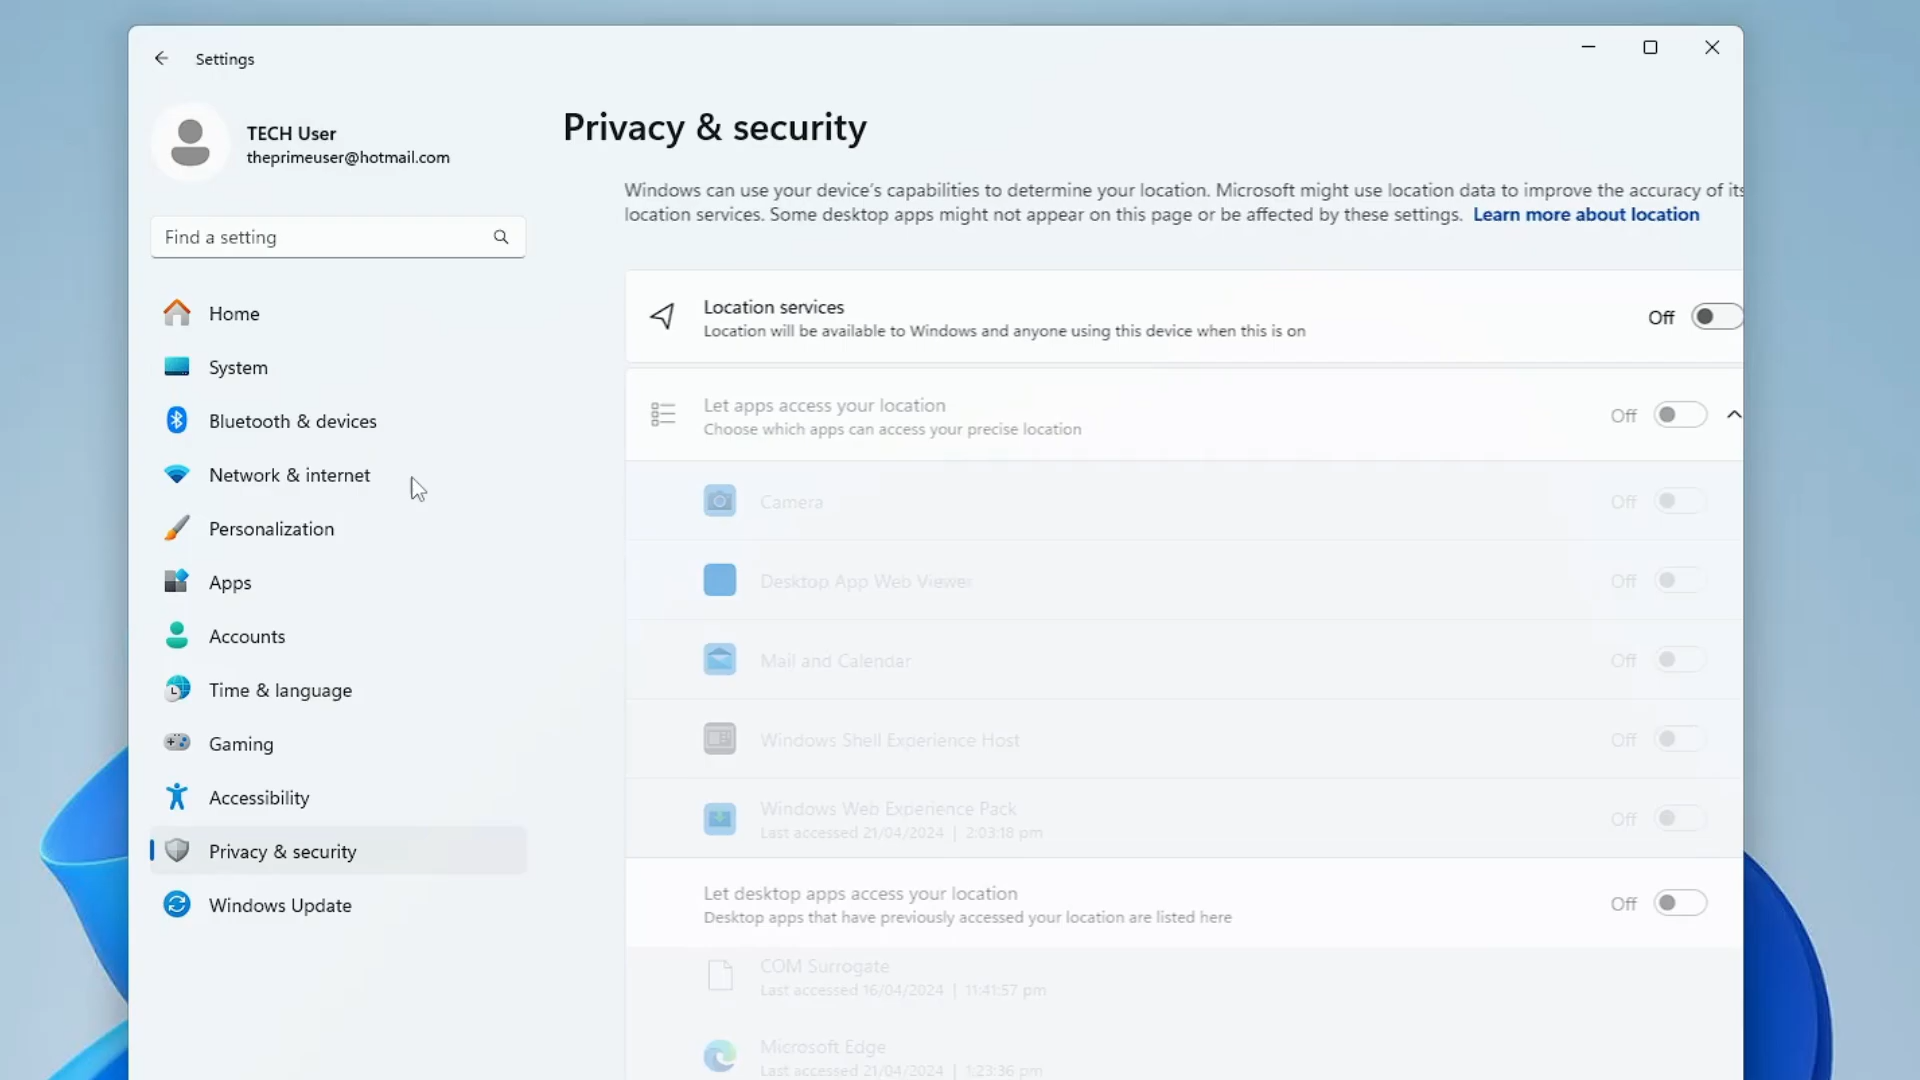 Settings
TECH User
theprimeuser@hotmail.com
Find a setting
Home
System
Bluetooth & devices
Network & internet
Personalization
Apps
Accounts
Time & language
Gaming
Accessibility
Privacy & security
Windows Update
Privacy & security
Windows can use your device's capabilities to determine your location. Microsoft might use location data to improve the accuracy of its
location services. Some desktop apps might not appear on this page or be affected by these settings. Learn more about location
Location services
Location will be available to Windows and anyone using this device when this is on
Off
Let apps access your location
Choose which apps can access your precise location
Off
Camera
Off
Desktop App Web Viewer
Off
Mail and Calendar
Off
Windows Shell Experience Host
Off
Windows Web Experience Pack
Last accessed 21/04/2024 | 2:03:18 pm
Off
Let desktop apps access your location
Desktop apps that have previously accessed your location are listed here
Off
COM Surrogate
Last accessed 16/04/2024 | 11:41:57 pm
Microsoft Edge
Last accessed 21/04/2024 | 1:23:36 pm